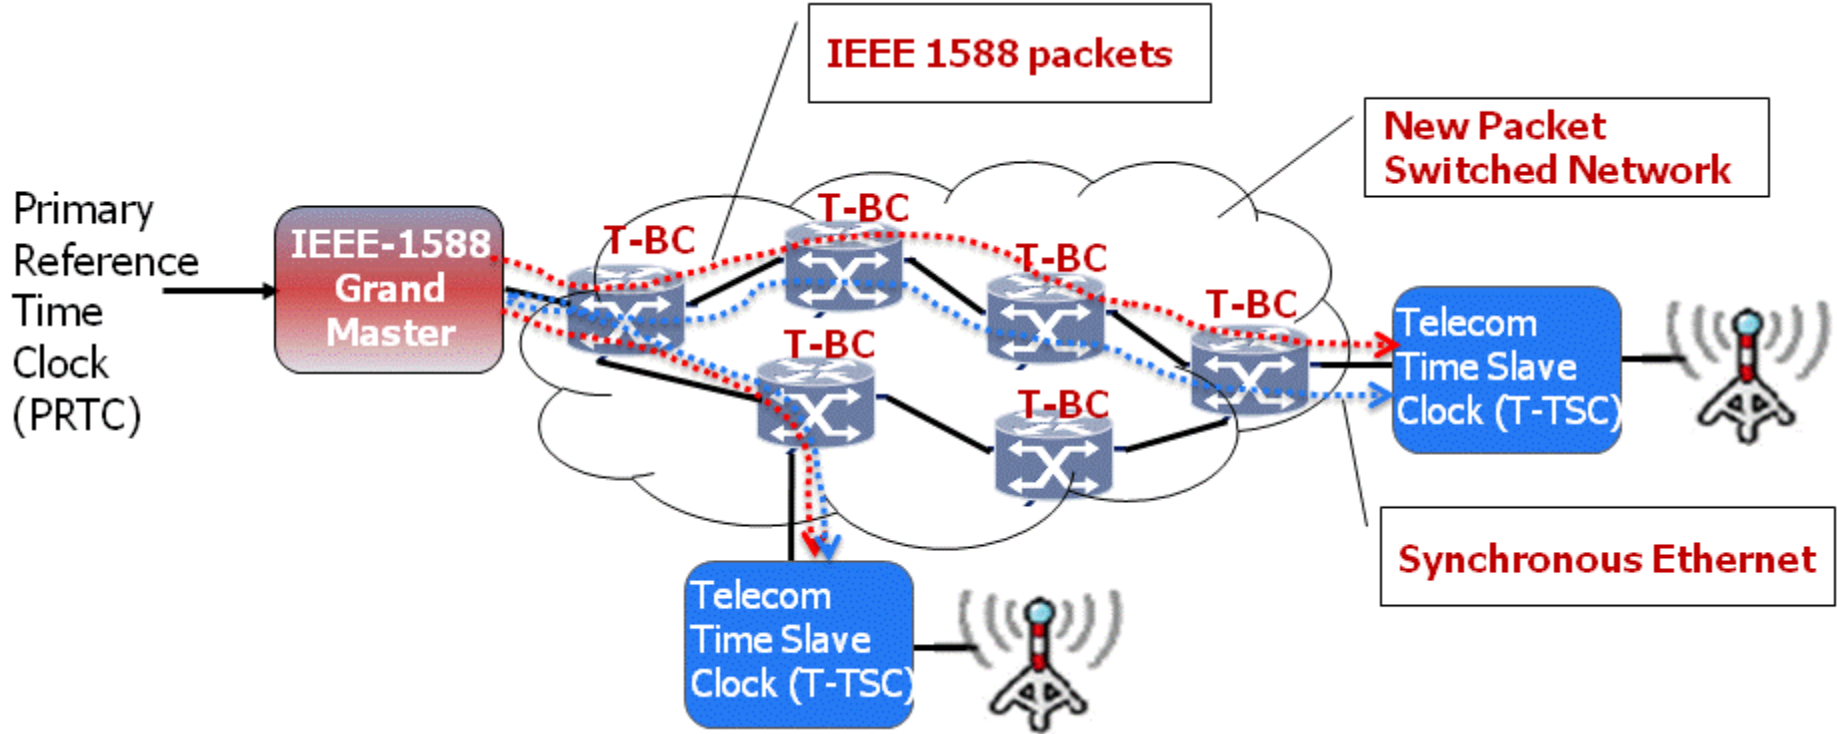 IEEE 1588 packets
New Packet
Switched Network
Primary
Reference
Time
Clock
(PRTC)
IEEE-1588
Grand
Master
T-BC
T-BC
T-BC
T-BC
T-BC
T-BC
Telecom
Time Slave
Clock (T-TSC)
Synchronous Ethernet
Telecom
Time Slave
Clock (T-TSC)